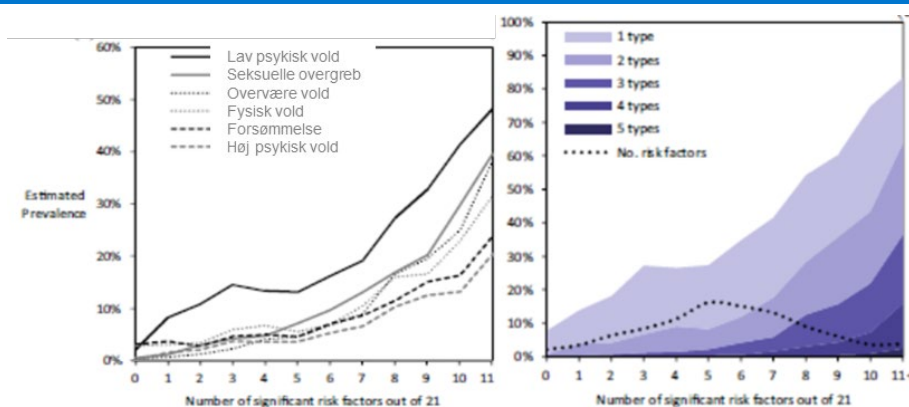 60%
50%
40%
30%
20%
10%
0%
Estimated
Prevalence
Lav psykisk vold
Seksuelle overgreb
Overvære vold
Fysisk vold
Forsømmelse
Høj psykisk vold
0 1 2 3 4 5 6 7 8 9 10 11
Number of significant risk factors out of 21
100%
90%
80%
70%
60%
50%
40%
30%
20%
10%
0%
1 type
2 types
3 types
4 types
5 types
No. risk factors
0 1 2 3 4 5 6 7 8 9 10 11+
Number of significant risk factors out of 21